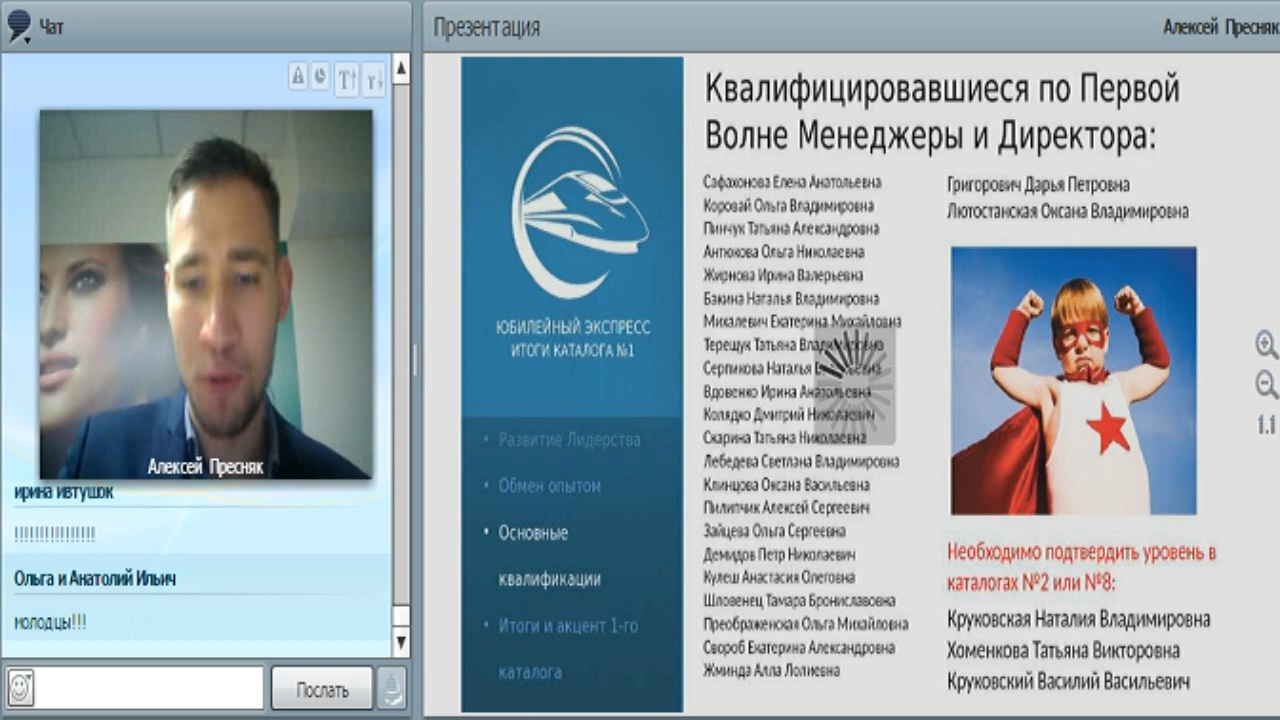 Чат
Презентация
Алексей Пресняк
Алексей Пресняк
ирина ивтушок
!!!!!!!!!!!!!!!!
Ольга и Анатолий Ильич
молодцы!!!
Послать
ЮБИЛЕЙНЫЙ ЭКСПРЕСС
ИТОГИ КАТАЛОГА №1
• Развитие Лидерства
• Обмен опытом
• Основные
квалификации
• Итоги и акцент 1-го
каталога
Квалифицировавшиеся по Первой
Волне Менеджеры и Директора:
Сафахонова Елена Анатольевна
Коровай Ольга Владимировна
Пинчук Татьяна Александровна
Антюхова Ольга Николаевна
Жирнова Ирина Валерьевна
Бакина Наталья Владимировна
Михалевич Екатерина Михайловна
Терещук Татьяна Владимировна
Серпикова Наталья
Вдовенко Ирина Анатольевна
Колядко Дмитрий Николаевич
Скарина Татьяна Николаевна
Лебедева Светлана Владимировна
Клинцова Оксана Васильевна
Пилипчик Алексей Сергеевич
Зайцева Ольга Сергеевна
Демидов Петр Николаевич
Кулеш Анастасия Олеговна
Шловенец Тамара Брониславовна
Преображенская Ольга Михайловна
Свороб Екатерина Александровна
Жминда Алла Лолиевна
Григорович Дарья Петровна
Лютостанская Оксана Владимировна
Необходимо подтвердить уровень в
каталогах №2 или №8:
Круковская Наталия Владимировна
Хоменкова Татьяна Викторовна
Круковский Василий Васильевич
1.1